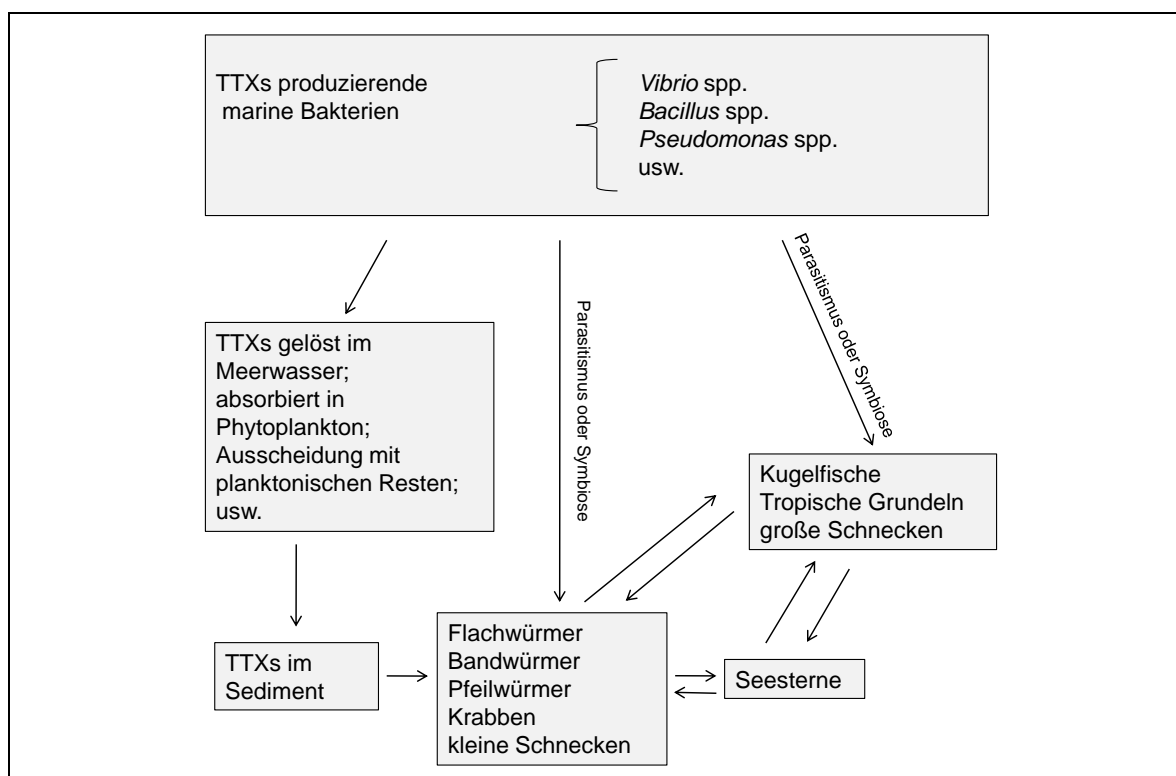 TTXs produzierende
marine Bakterien
Vibrio spp.
Bacillus spp.
Pseudomonas spp.
usw.
Parasitismus oder Symbiose
Parasitismus oder Symbiose
TTXs gelöst im
Meerwasser;
absorbiert in
Phytoplankton;
Ausscheidung mit
planktonischen Resten;
usw.
Kugelfische
Tropische Grundeln
große Schnecken
TTXs im
Sediment
Flachwürmer
Bandwürmer
Pfeilwürmer
Krabben
kleine Schnecken
Seesterne